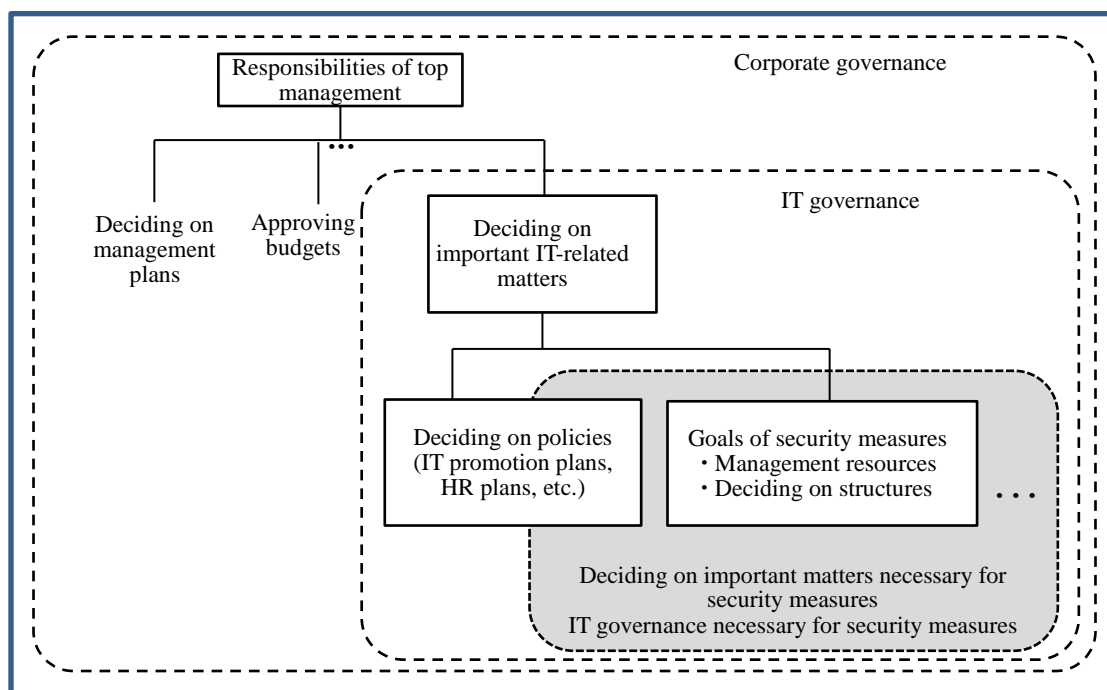 Corporate governance
Responsibilities of top
management
...
IT governance
Deciding on
management
plans
Approving
budgets
Deciding on
important IT-related
matters
Deciding on policies
(IT promotion plans,
HR plans, etc.)
Goals of security measures
・Management resources
・Deciding on structures
...
Deciding on important matters necessary for
security measures
IT governance necessary for security measures